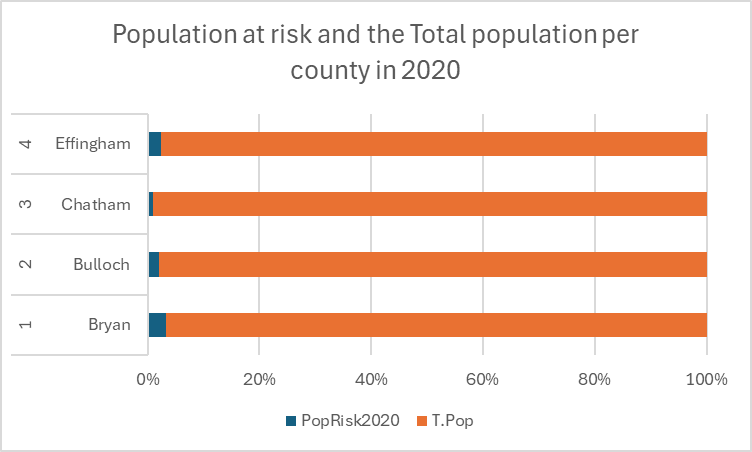 Population at risk and the Total population per
county in 2020
4 Effingham
3 Chatham
2 Bulloch
1 Bryan
0% 20% 40% 60% 80% 100%
PopRisk2020 T.Pop